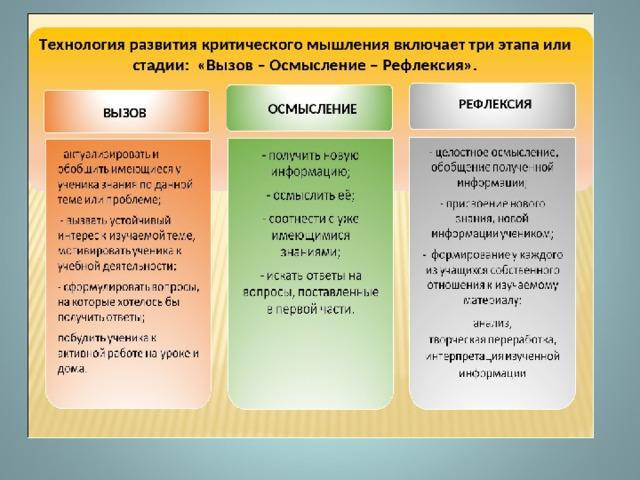 Технология развития критического мышления включает три этапа или
стадии: «Вызов – Осмысление – Рефлексия».
ВЫЗОВ
актуализировать и
обобщить имеющиеся у
ученика знания по данной
теме или проблеме;
- вызвать устойчивый
интерес к изучаемой теме,
мотивировать ученика к
учебной деятельности;
- сформулировать вопросы,
на которые хотелось бы
получить ответы;
побудить ученика к
активной работе на уроке и
дома.
ОСМЫСЛЕНИЕ
- получить новую
информацию;
- осмыслить её;
- соотнести с уже
имеющимися
знаниями;
- искать ответы на
вопросы, поставленные
в первой части.
РЕФЛЕКСИЯ
- целостное осмысление,
обобщение полученной
информации;
- присвоение нового
знания, новой
информации учеником;
- формирование у каждого
из учащихся собственного
отношения к изучаемому
материалу:
анализ,
творческая переработка,
интерпретация изученной
информации